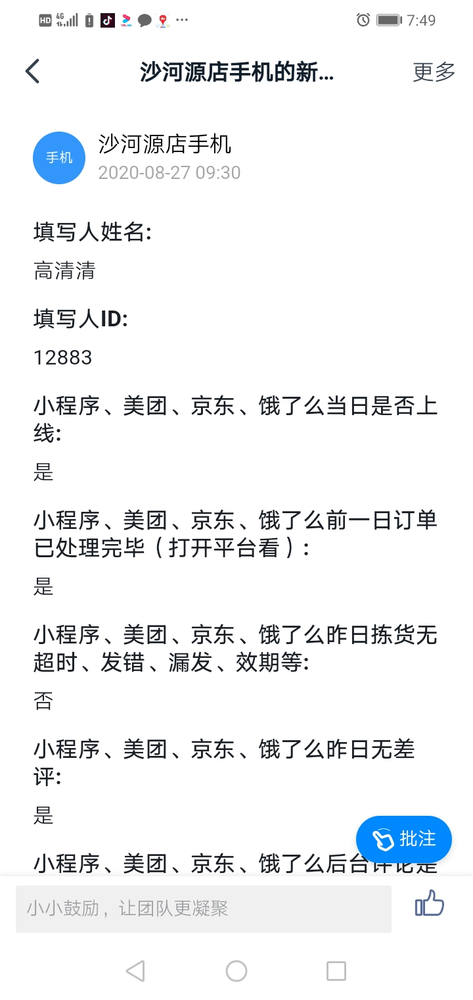 HD 4G 7:49
沙河源店手机的新... 更多
手机
沙河源店手机
2020-08-27 09:30
填写人姓名:
高清清
填写人ID:
12883
小程序、美团、京东、饿了么当日是否上
线:
是
小程序、美团、京东、饿了么前一日订单
已处理完毕（打开平台看）:
是
小程序、美团、京东、饿了么昨日拣货无
超时、发错、漏发、效期等:
否
小程序、美团、京东、饿了么昨日无差
评:
是
批注
小程序、美团、京东、饿了么后台评论是
小小鼓励，让团队更凝聚